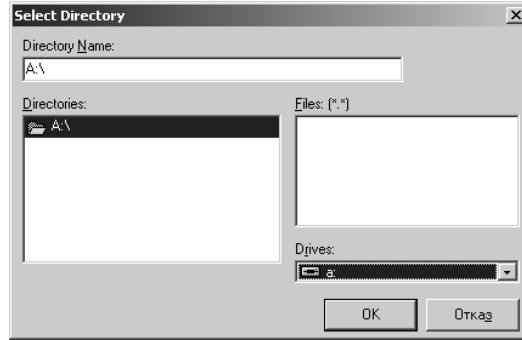 Select Directory
Directory Name:
A:\
Directories:
Files: (*.*)
A:\
Drives:
a:
OK
Отказ